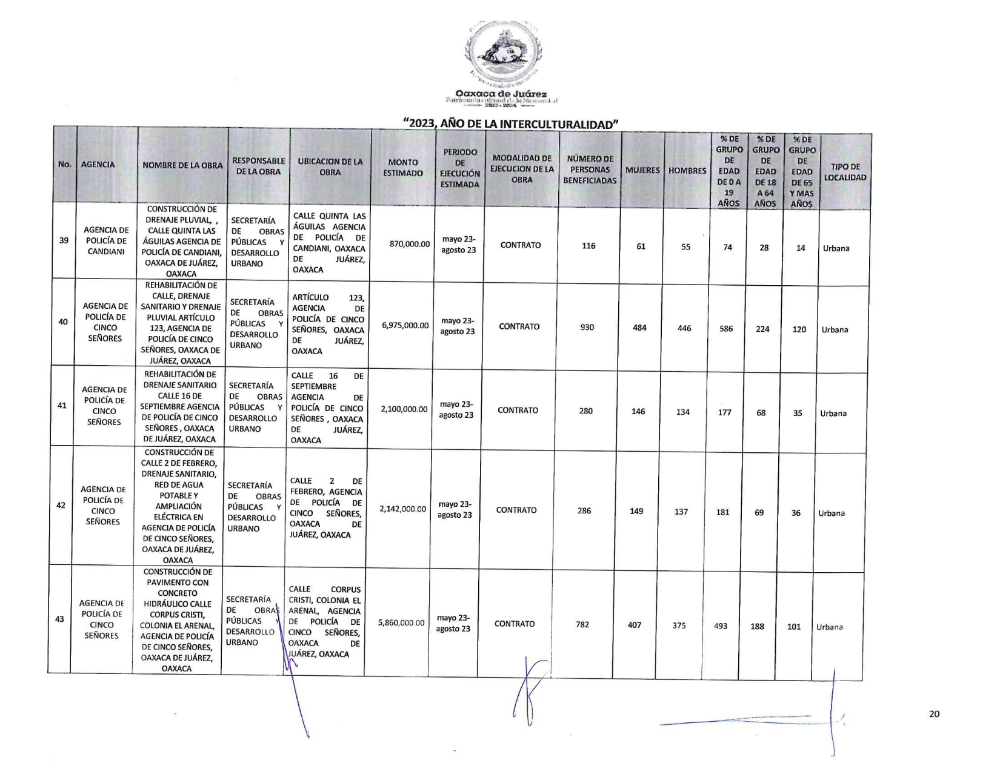 Oaxaca de Juárez
2022 - 2024
“2023, AÑO DE LA INTERCULTURALIDAD”
No.
AGENCIA
NOMBRE DE LA OBRA
RESPONSABLE
DE LA OBRA
UBICACION DE LA
OBRA
MONTO
ESTIMADO
PERIODO
DE
EJECUCIÓN
ESTIMADA
MODALIDAD DE
EJECUCION DE LA
OBRA
NÚMERO DE
PERSONAS
BENEFICIADAS
MUJERES
HOMBRES
% DE
GRUPO
DE
EDAD
DE 0 A
19
AÑOS
% DE
GRUPO
DE
EDAD
DE 18
A 64
AÑOS
% DE
GRUPO
DE
EDAD
DE 65
Y MAS
AÑOS
TIPO DE
LOCALIDAD
39
AGENCIA DE
POLICÍA DE
CANDIANI
CONSTRUCCIÓN DE
DRENAJE PLUVIAL, ,
CALLE QUINTA LAS
ÁGUILAS AGENCIA DE
POLICÍA DE CANDIANI,
OAXACA DE JUÁREZ,
OAXACA
SECRETARÍA
DE OBRAS
PÚBLICAS Y
DESARROLLO
URBANO
CALLE QUINTA LAS
ÁGUILAS AGENCIA
DE POLICÍA DE
CANDIANI, OAXACA
DE JUÁREZ,
OAXACA
870,000.00
mayo 23-
agosto 23
CONTRATO
116
61
55
74
28
14
Urbana
40
AGENCIA DE
POLICÍA DE
CINCO
SEÑORES
REHABILITACIÓN DE
CALLE, DRENAJE
SANITARIO Y DRENAJE
PLUVIAL ARTÍCULO
123, AGENCIA DE
POLICÍA DE CINCO
SEÑORES, OAXACA DE
JUÁREZ, OAXACA
SECRETARÍA
DE OBRAS
PÚBLICAS Y
DESARROLLO
URBANO
ARTÍCULO 123,
AGENCIA DE
POLICÍA DE CINCO
SEÑORES, OAXACA
DE JUÁREZ,
OAXACA
6,975,000.00
mayo 23-
agosto 23
CONTRATO
930
484
446
586
224
120
Urbana
41
AGENCIA DE
POLICÍA DE
CINCO
SEÑORES
REHABILITACIÓN DE
DRENAJE SANITARIO
CALLE 16 DE
SEPTIEMBRE AGENCIA
DE POLICÍA DE CINCO
SEÑORES , OAXACA
DE JUÁREZ, OAXACA
SECRETARÍA
DE OBRAS
PÚBLICAS Y
DESARROLLO
URBANO
CALLE 16 DE
SEPTIEMBRE
AGENCIA DE
POLICÍA DE CINCO
SEÑORES , OAXACA
DE JUÁREZ,
OAXACA
2,100,000.00
mayo 23-
agosto 23
CONTRATO
280
146
134
177
68
35
Urbana
42
AGENCIA DE
POLICÍA DE
CINCO
SEÑORES
CONSTRUCCIÓN DE
CALLE 2 DE FEBRERO,
DRENAJE SANITARIO,
RED DE AGUA
POTABLE Y
AMPLIACIÓN
ELÉCTRICA EN
AGENCIA DE POLICÍA
DE CINCO SEÑORES,
OAXACA DE JUÁREZ,
OAXACA
SECRETARÍA
DE OBRAS
PÚBLICAS Y
DESARROLLO
URBANO
CALLE 2 DE
FEBRERO, AGENCIA
DE POLICÍA DE
CINCO SEÑORES,
OAXACA DE
JUÁREZ, OAXACA
2,142,000.00
mayo 23-
agosto 23
CONTRATO
286
149
137
181
69
36
Urbana
43
AGENCIA DE
POLICÍA DE
CINCO
SEÑORES
CONSTRUCCIÓN DE
PAVIMENTO CON
CONCRETO
HIDRÁULICO CALLE
CORPUS CRISTI,
COLONIA EL ARENAL,
AGENCIA DE POLICÍA
DE CINCO SEÑORES,
OAXACA DE JUÁREZ,
OAXACA
SECRETARÍA
DE OBRAS
PÚBLICAS Y
DESARROLLO
URBANO
CALLE CORPUS
CRISTI, COLONIA EL
ARENAL, AGENCIA
DE POLICÍA DE
CINCO SEÑORES,
OAXACA DE
JUÁREZ, OAXACA
5,860,000 00
mayo 23-
agosto 23
CONTRATO
782
407
375
493
188
101
Urbana
20